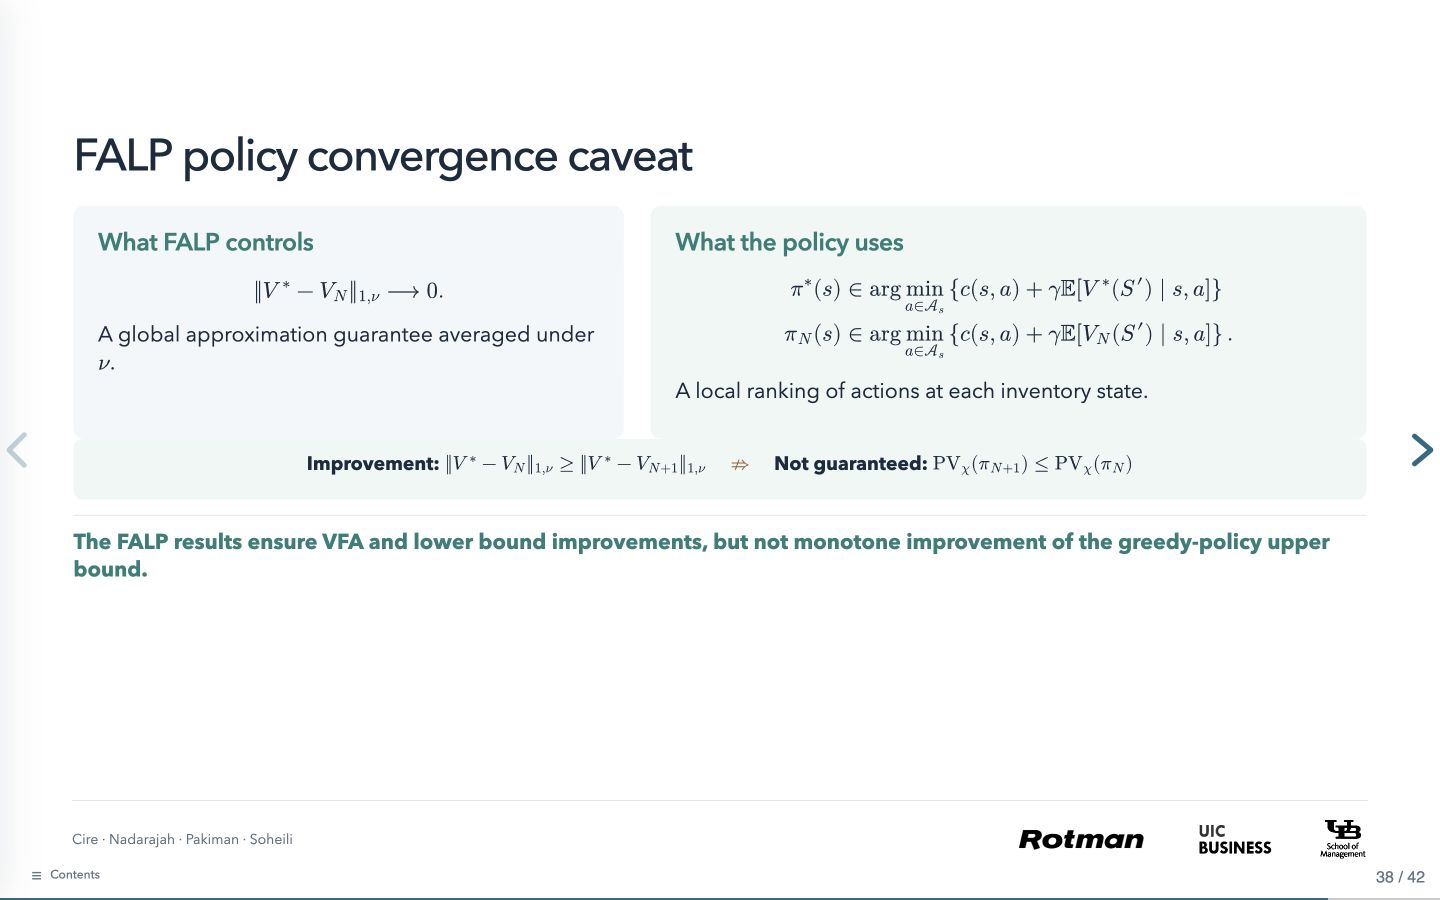 FALP policy convergence caveat
What FALP controls
‖V* − V_N‖_{1,ν} ⟶ 0.
A global approximation guarantee averaged under
ν.
What the policy uses
π*(s) ∈ arg min_{a∈𝒜_s} {c(s, a) + γ𝔼[V*(S′) | s, a]}
π_N(s) ∈ arg min_{a∈𝒜_s} {c(s, a) + γ𝔼[V_N(S′) | s, a]} .
A local ranking of actions at each inventory state.
Improvement: ‖V* − V_N‖_{1,ν} ≥ ‖V* − V_{N+1}‖_{1,ν} ⇏ Not guaranteed: PV_χ(π_{N+1}) ≤ PV_χ(π_N)
The FALP results ensure VFA and lower bound improvements, but not monotone improvement of the greedy-policy upper
bound.
Cire · Nadarajah · Pakiman · Soheili
Rotman
UIC
BUSINESS
UB
School of
Management
≡ Contents
38 / 42